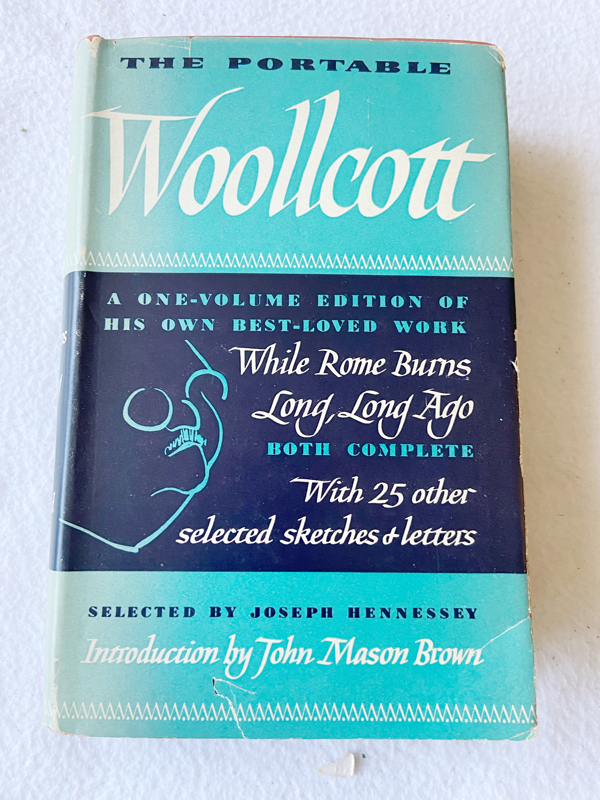 THE PORTABLE
Woollcott
A ONE-VOLUME EDITION OF
HIS OWN BEST-LOVED WORK
While Rome Burns
Long, Long Ago
BOTH COMPLETE
With 25 other
selected sketches & letters
SELECTED BY JOSEPH HENNESSEY
Introduction by John Mason Brown